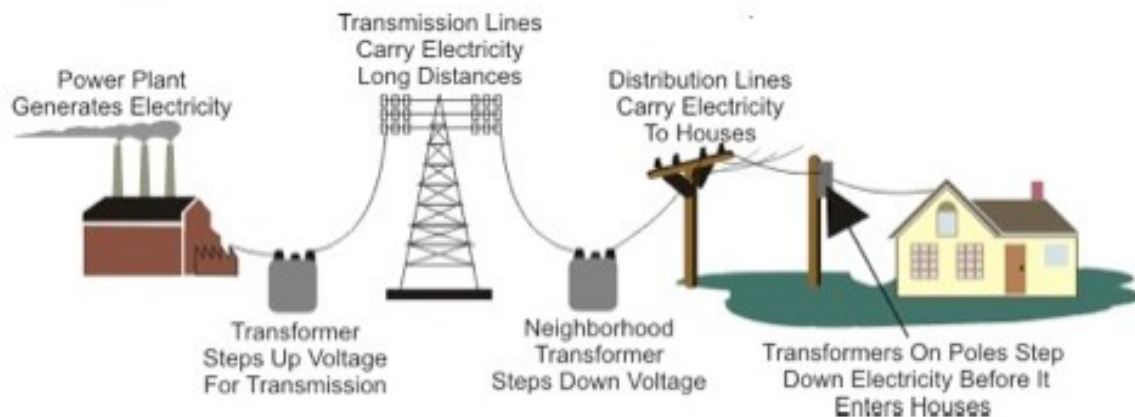 Power Plant
Generates Electricity
Transmission Lines
Carry Electricity
Long Distances
Distribution Lines
Carry Electricity
To Houses
Transformer
Steps Up Voltage
For Transmission
Neighborhood
Transformer
Steps Down Voltage
Transformers On Poles Step
Down Electricity Before It
Enters Houses